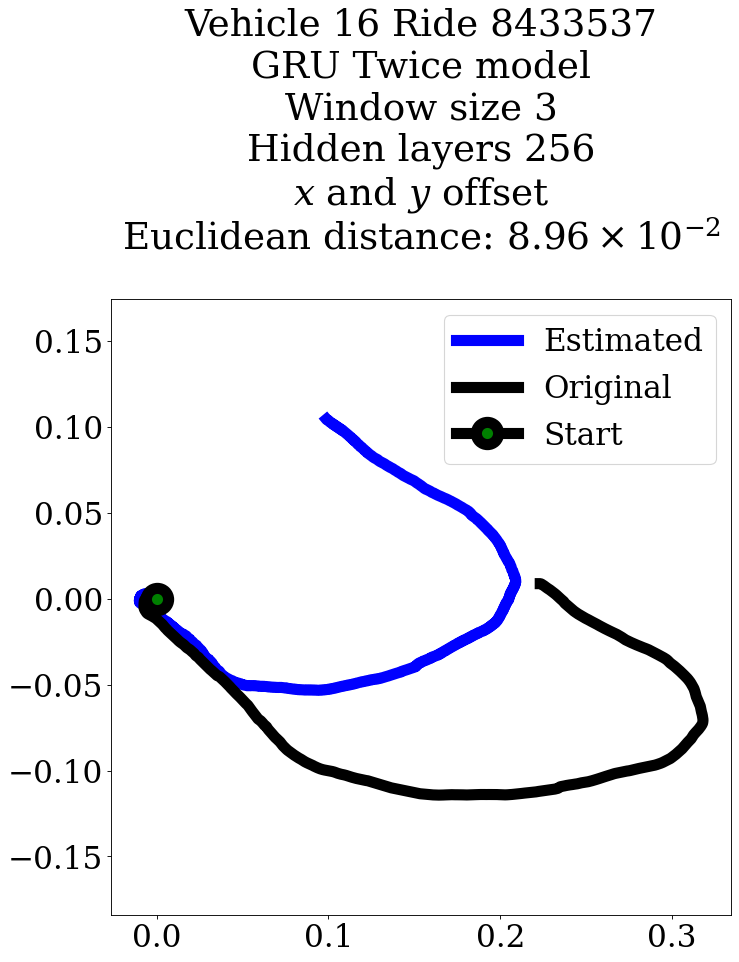 Vehicle 16 Ride 8433537
GRU Twice model
Window size 3
Hidden layers 256
x and y offset
Euclidean distance: 8.96 × 10⁻²
Estimated
Original
Start
0.15
0.10
0.05
0.00
−0.05
−0.10
−0.15
0.0 0.1 0.2 0.3